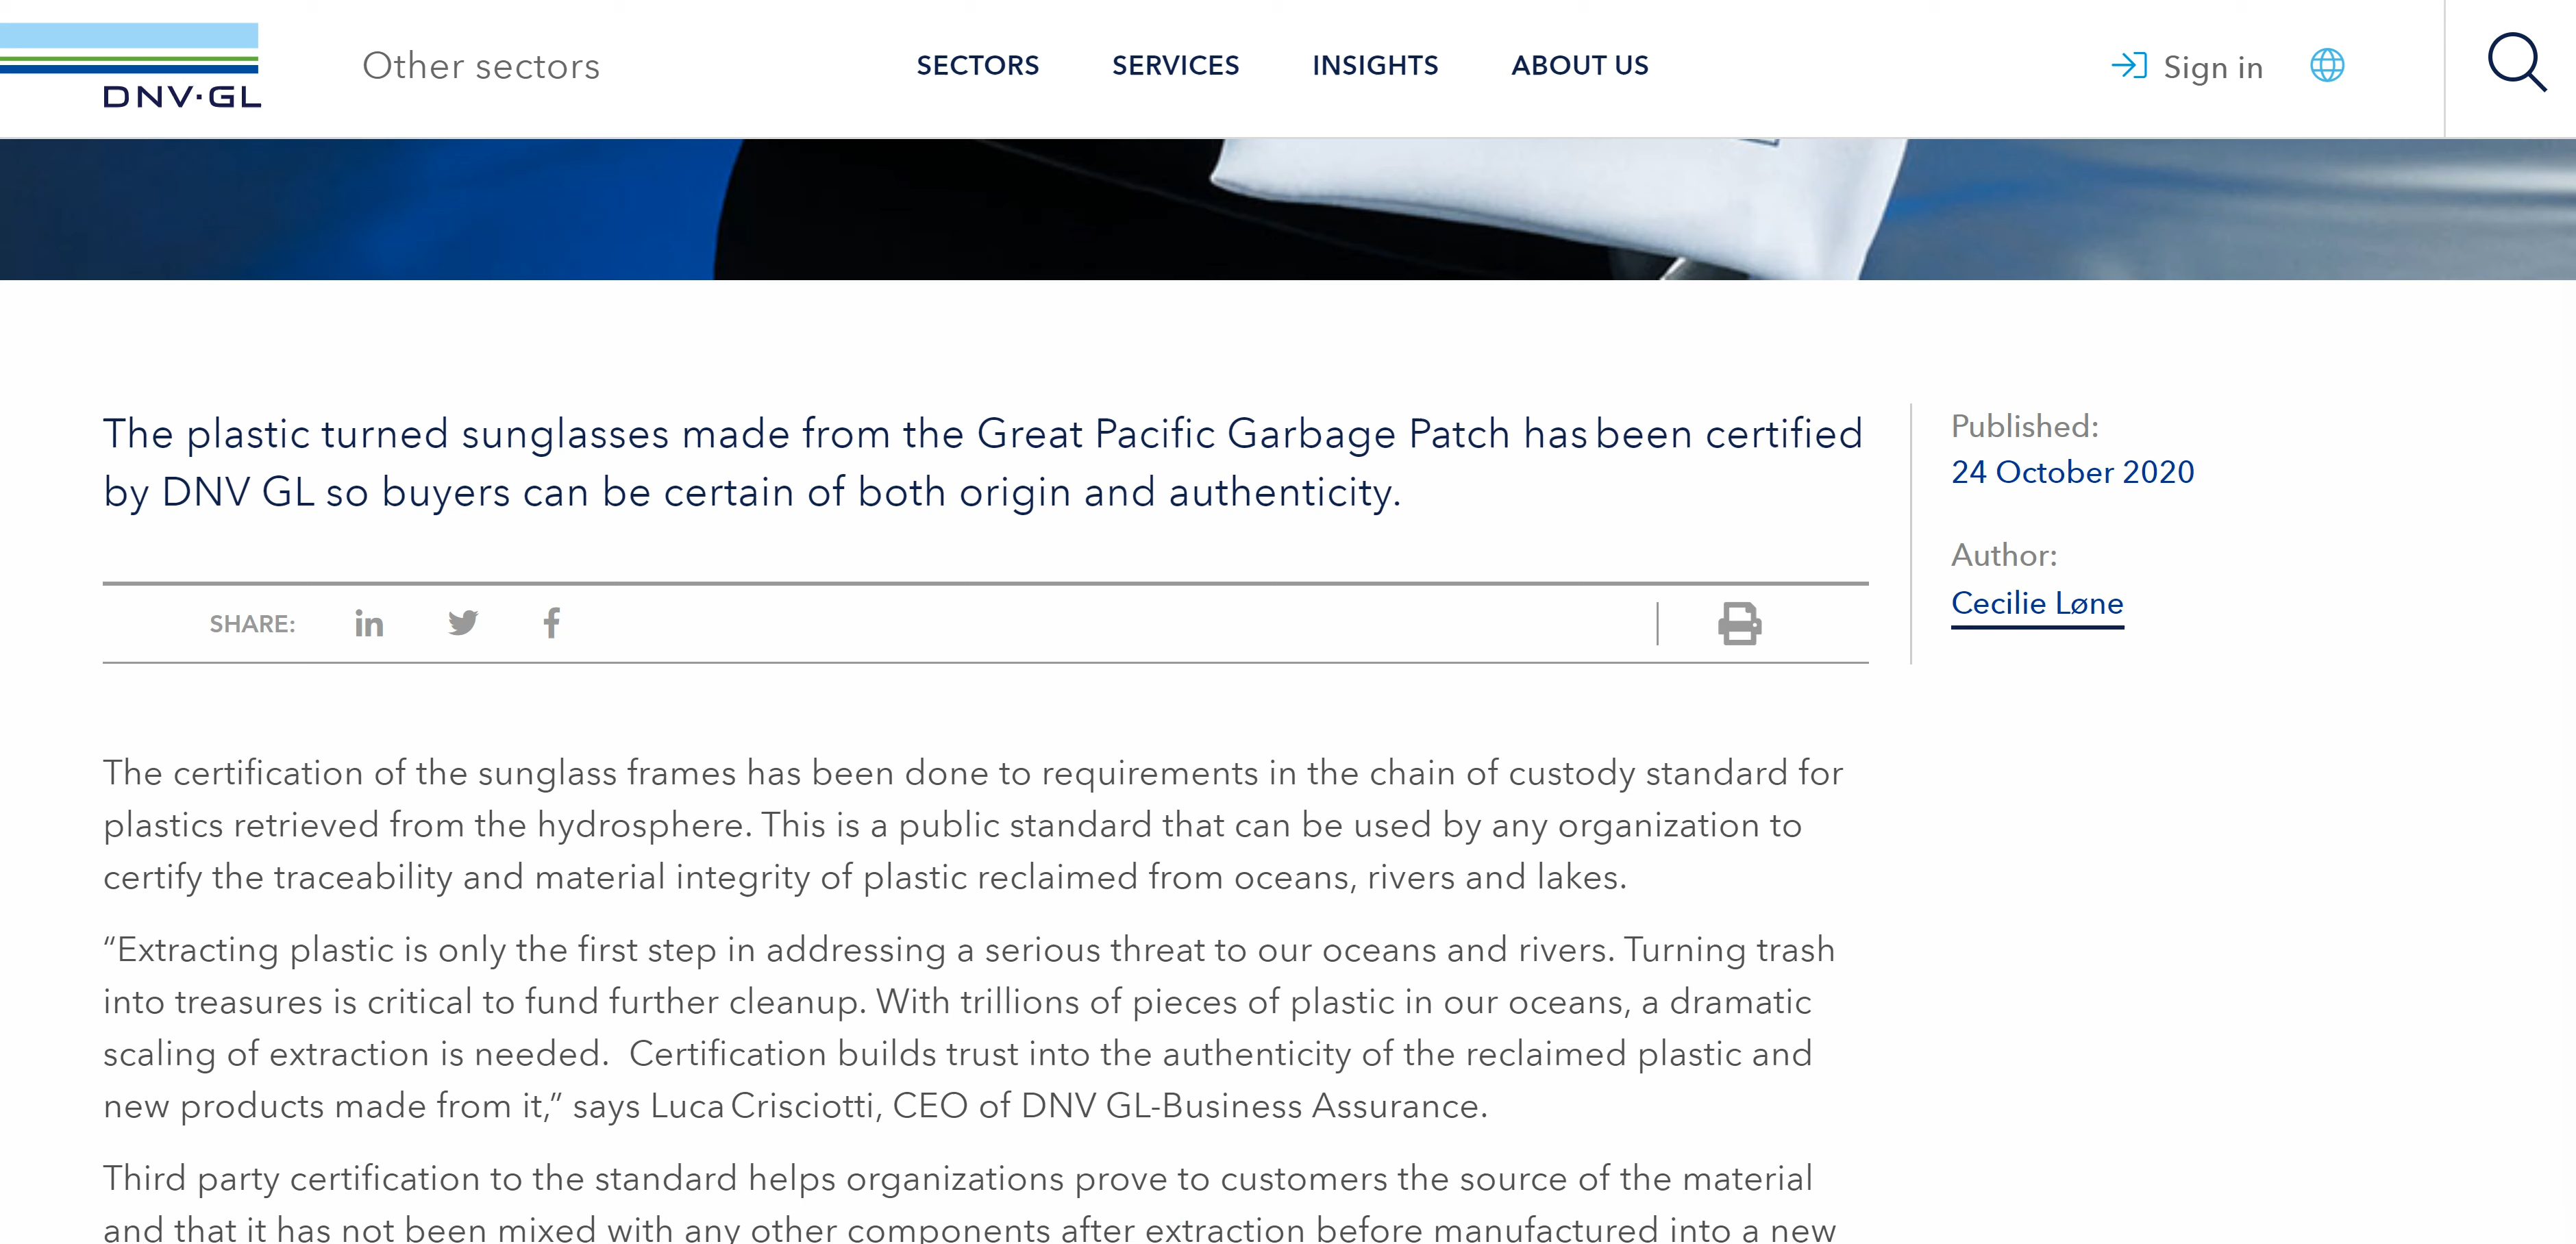 DNV·GL
Other sectors
SECTORS
SERVICES
INSIGHTS
ABOUT US
Sign in
The plastic turned sunglasses made from the Great Pacific Garbage Patch has been certified
by DNV GL so buyers can be certain of both origin and authenticity.
Published:
24 October 2020
Author:
Cecilie Løne
SHARE:
The certification of the sunglass frames has been done to requirements in the chain of custody standard for
plastics retrieved from the hydrosphere. This is a public standard that can be used by any organization to
certify the traceability and material integrity of plastic reclaimed from oceans, rivers and lakes.
“Extracting plastic is only the first step in addressing a serious threat to our oceans and rivers. Turning trash
into treasures is critical to fund further cleanup. With trillions of pieces of plastic in our oceans, a dramatic
scaling of extraction is needed.  Certification builds trust into the authenticity of the reclaimed plastic and
new products made from it,” says Luca Crisciotti, CEO of DNV GL-Business Assurance.
Third party certification to the standard helps organizations prove to customers the source of the material
and that it has not been mixed with any other components after extraction before manufactured into a new